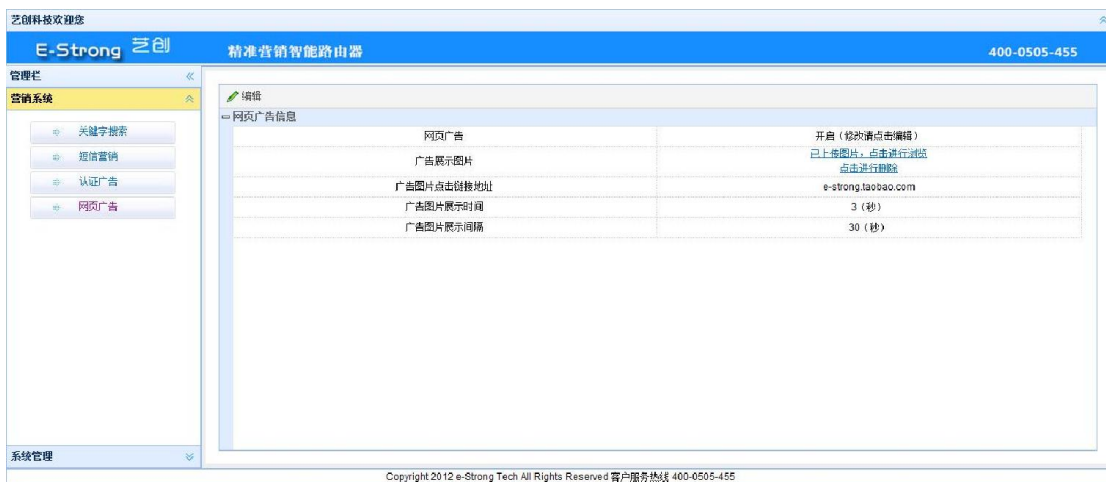 艺创科技欢迎您
E-Strong 艺创
精准营销智能路由器
400-0505-455
管理栏
营销系统
关键字搜索
短信营销
认证广告
网页广告
系统管理
编辑
网页广告信息
网页广告 开启（修改请点击编辑）
广告展示图片 已上传图片，点击进行浏览
点击进行删除
广告图片点击链接地址 e-strong.taobao.com
广告图片展示时间 3（秒）
广告图片展示间隔 30（秒）
Copyright 2012 e-Strong Tech All Rights Reserved 客户服务热线 400-0505-455